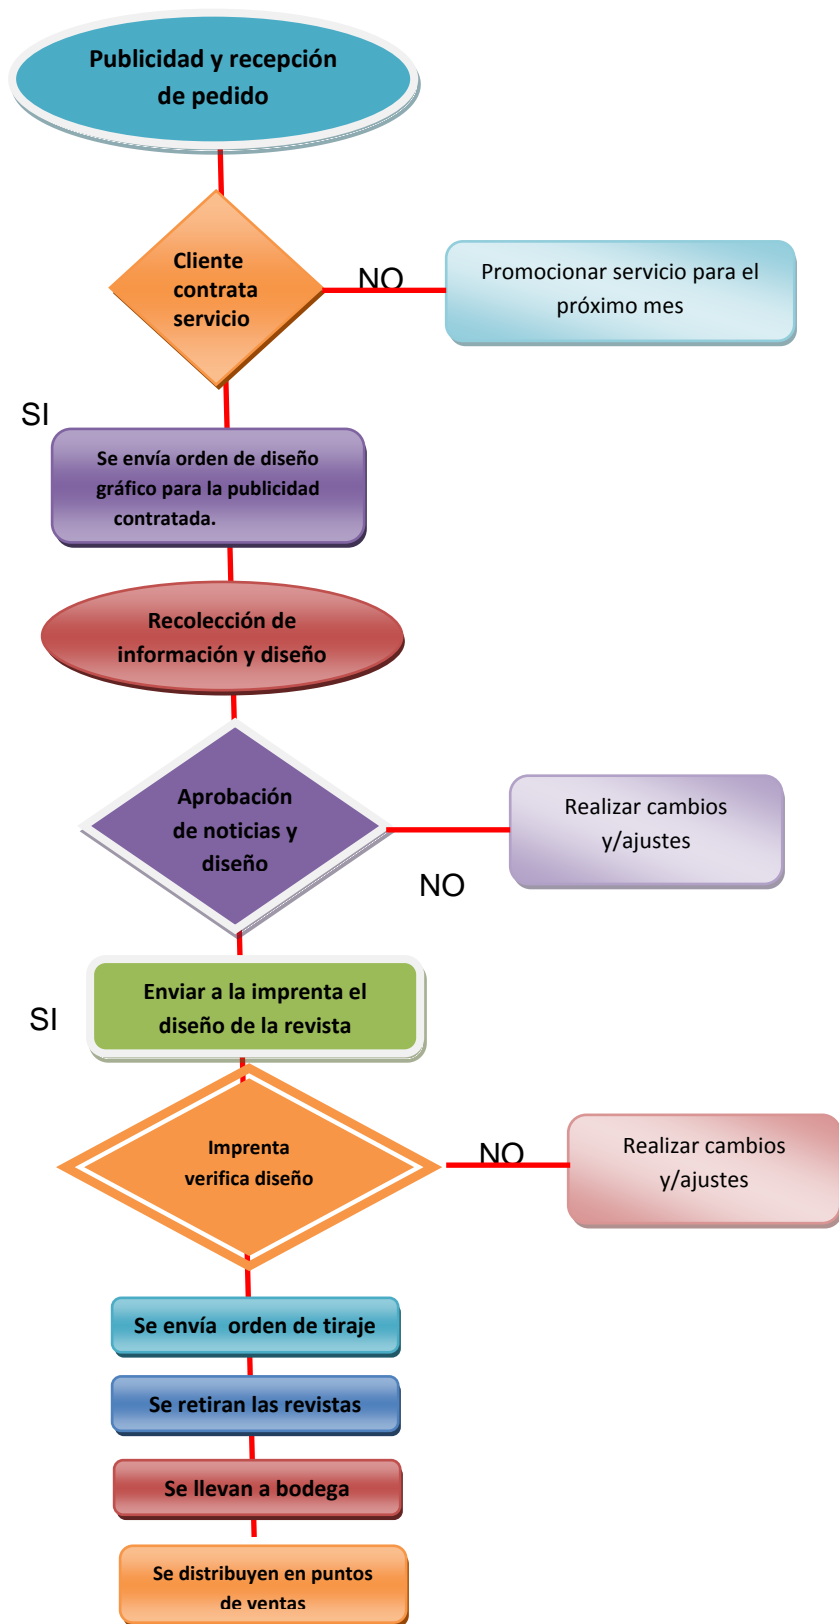 Publicidad y recepción
de pedido
Cliente
contrata
servicio
NO
Promocionar servicio para el
próximo mes
SI
Se envía orden de diseño
gráfico para la publicidad
contratada.
Recolección de
información y diseño
Aprobación
de noticias y
diseño
NO
Realizar cambios
y/ajustes
Enviar a la imprenta el
diseño de la revista
SI
Imprenta
verifica diseño
NO
Realizar cambios
y/ajustes
Se envía orden de tiraje
Se retiran las revistas
Se llevan a bodega
Se distribuyen en puntos
de ventas